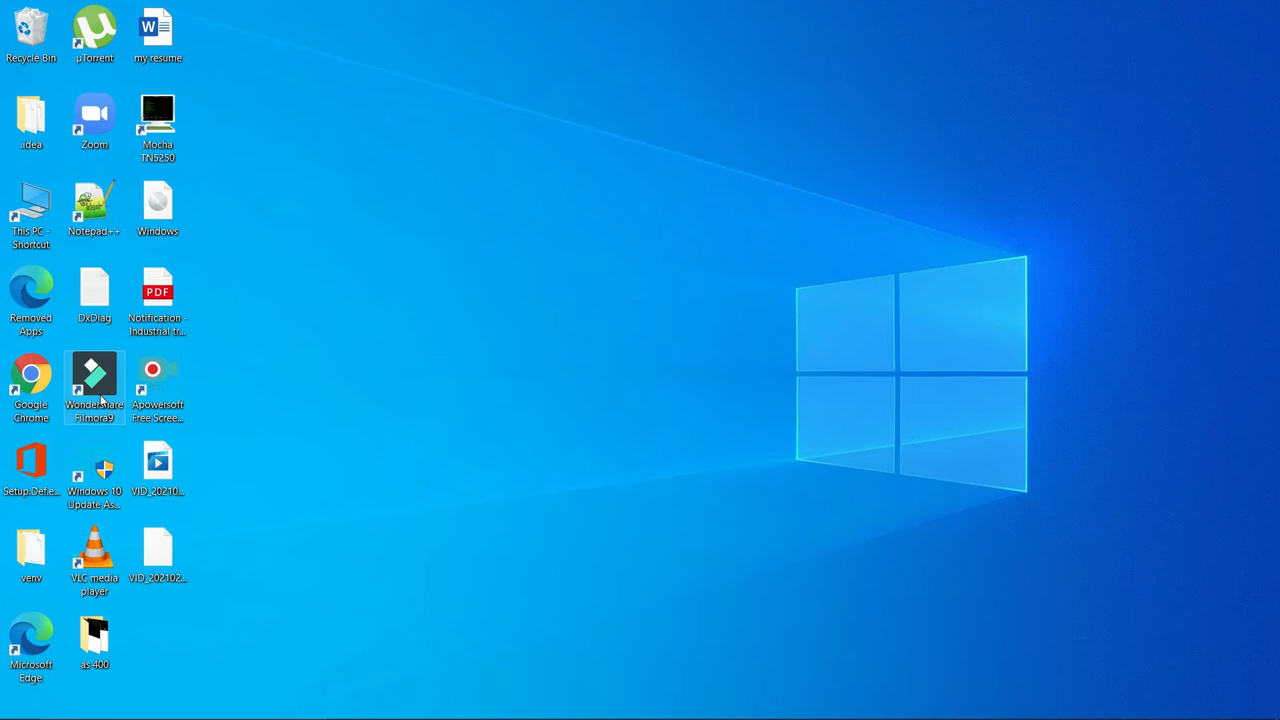 Recycle Bin
µTorrent
my resume
.idea
Zoom
Mocha
TN5250
This PC -
Shortcut
Notepad++
Windows
Removed
Apps
DxDiag
PDF
Notification -
Industrial tr...
Google
Chrome
Wondershare
Filmora9
Apowersoft
Free Scree...
Setup.Def.e...
Windows 10
Update As...
VID_20210...
venv
VLC media
player
VID_202102...
Microsoft
Edge
as 400